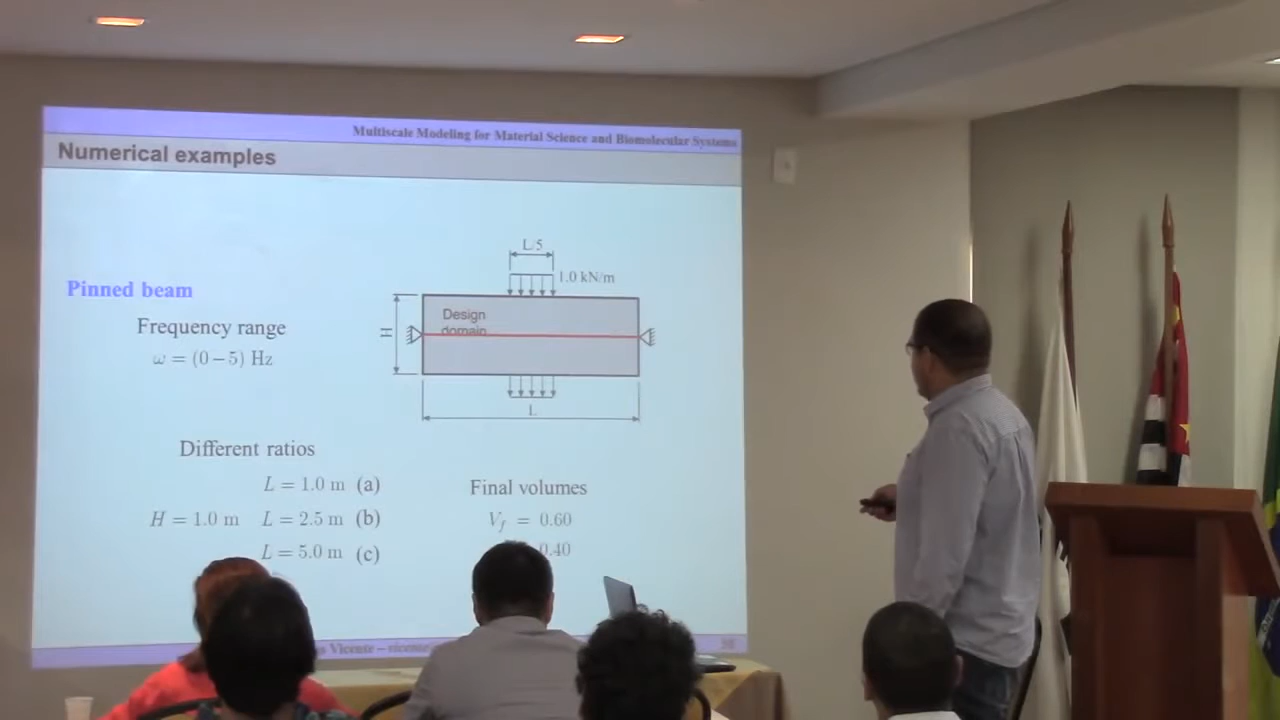 Multiscale Modeling for Material Science and Biomolecular Systems
Numerical examples
L/5
1.0 kN/m
Pinned beam
Design
domain
Frequency range
H
ω = (0 – 5) Hz
L
Different ratios
L = 1.0 m (a)
Final volumes
H = 1.0 m L = 2.5 m (b)
V_f = 0.60
L = 5.0 m (c)
0.40
Vicente –